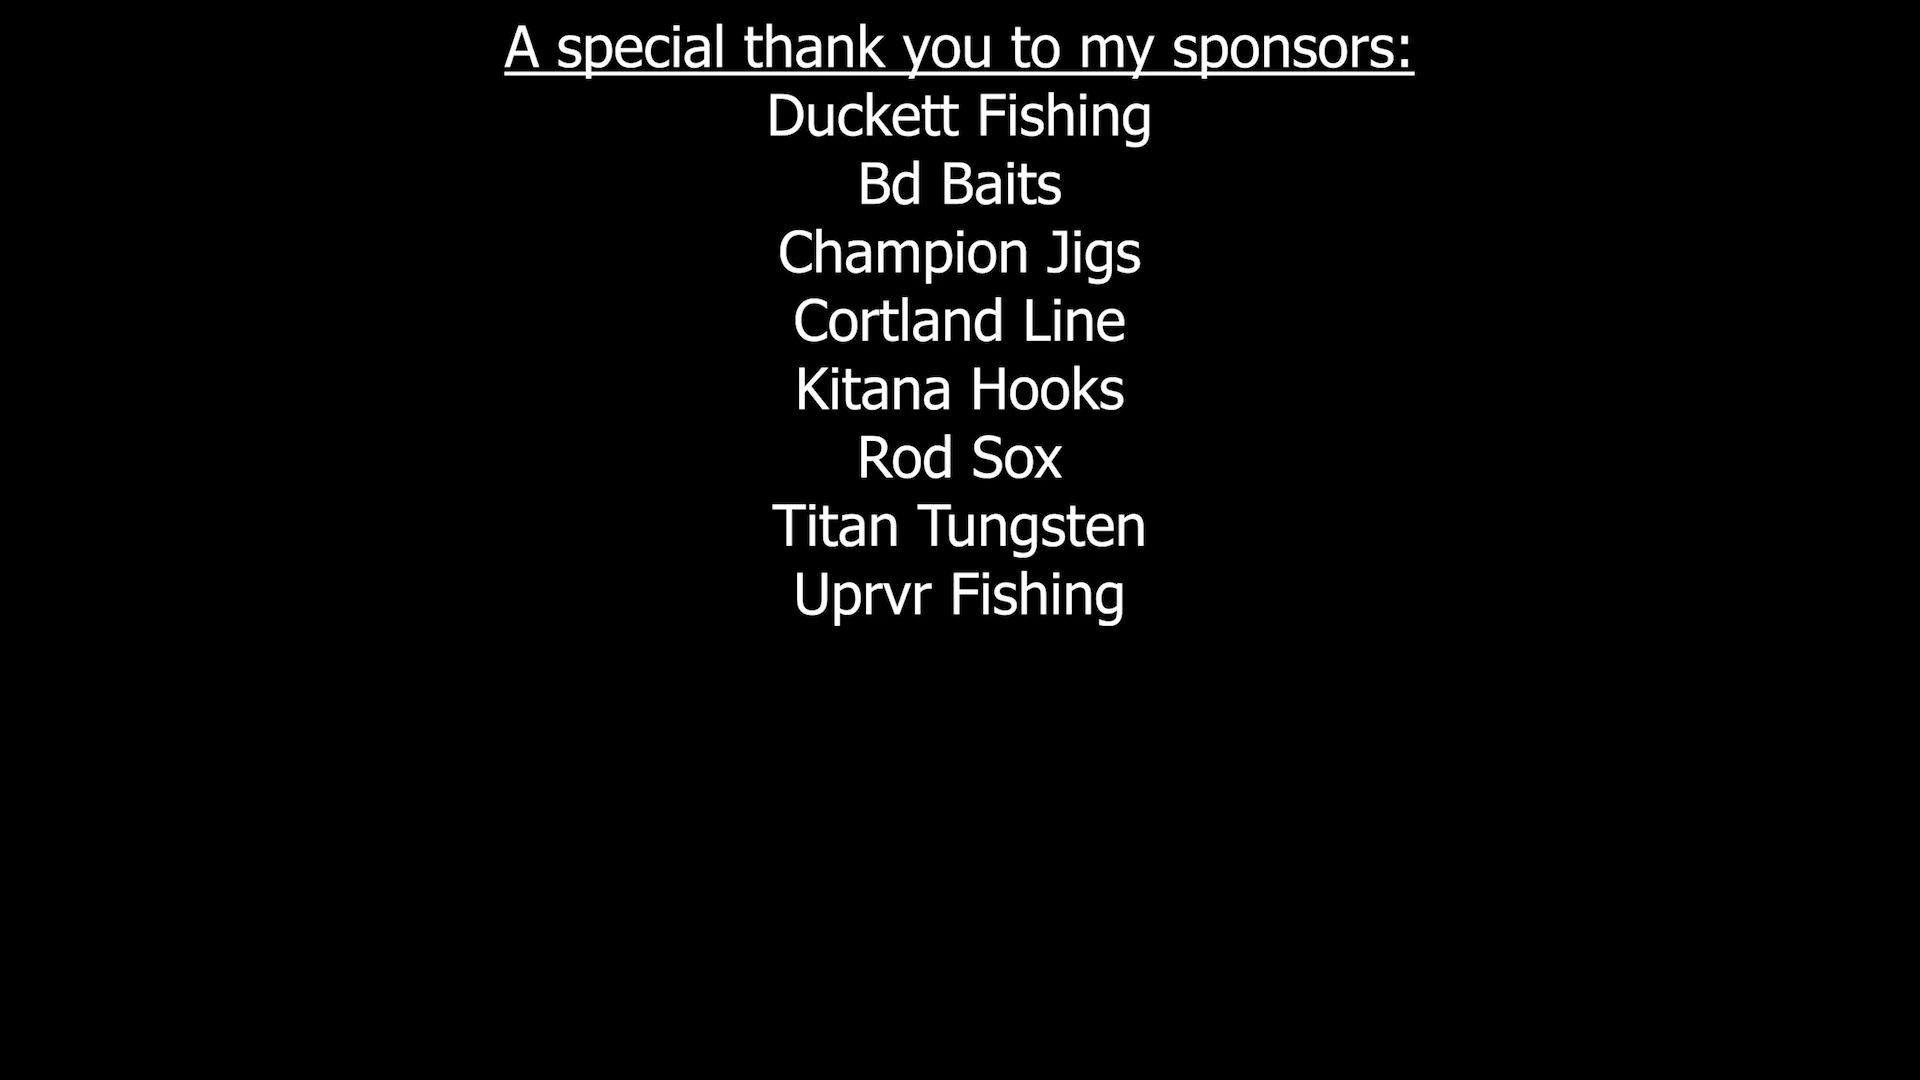 A special thank you to my sponsors:
Duckett Fishing
Bd Baits
Champion Jigs
Cortland Line
Kitana Hooks
Rod Sox
Titan Tungsten
Uprvr Fishing